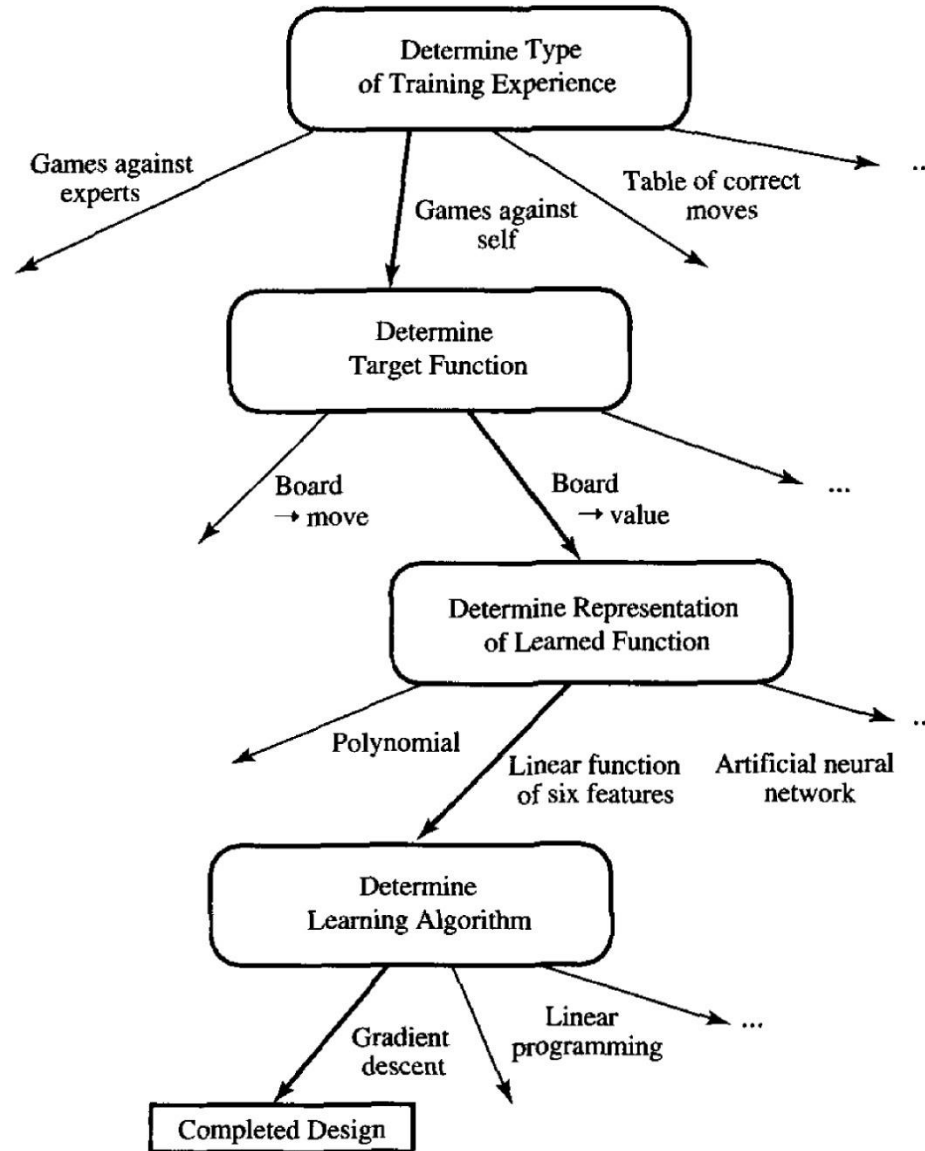 Determine Type
of Training Experience
Games against
experts
Games against
self
Table of correct
moves
...
Determine
Target Function
Board
→ move
Board
→ value
...
Determine Representation
of Learned Function
Polynomial
Linear function
of six features
Artificial neural
network
...
Determine
Learning Algorithm
Gradient
descent
Linear
programming
...
Completed Design